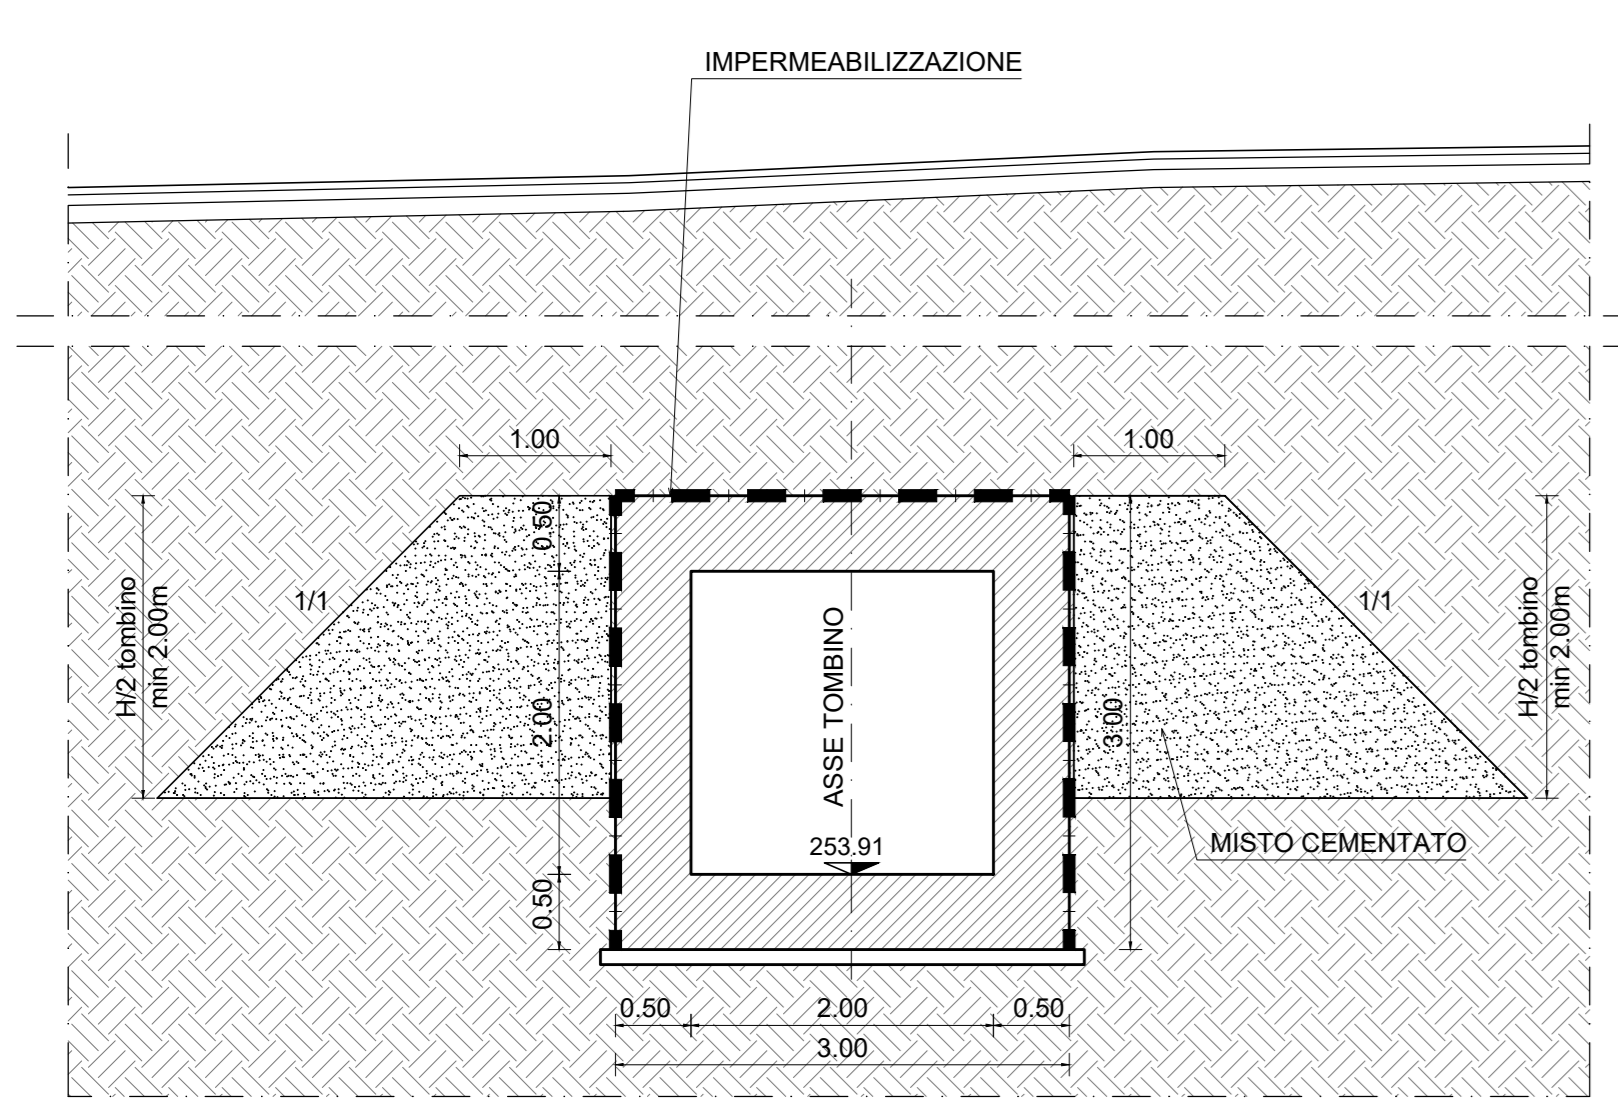 IMPERMEABILIZZAZIONE
1.00
1.00
0.50
H/2 tombino
min 2.00m
1/1
2.00
ASSE TOMBINO
3.00
1/1
H/2 tombino
min 2.00m
253.91
MISTO CEMENTATO
0.50
0.50
2.00
0.50
3.00